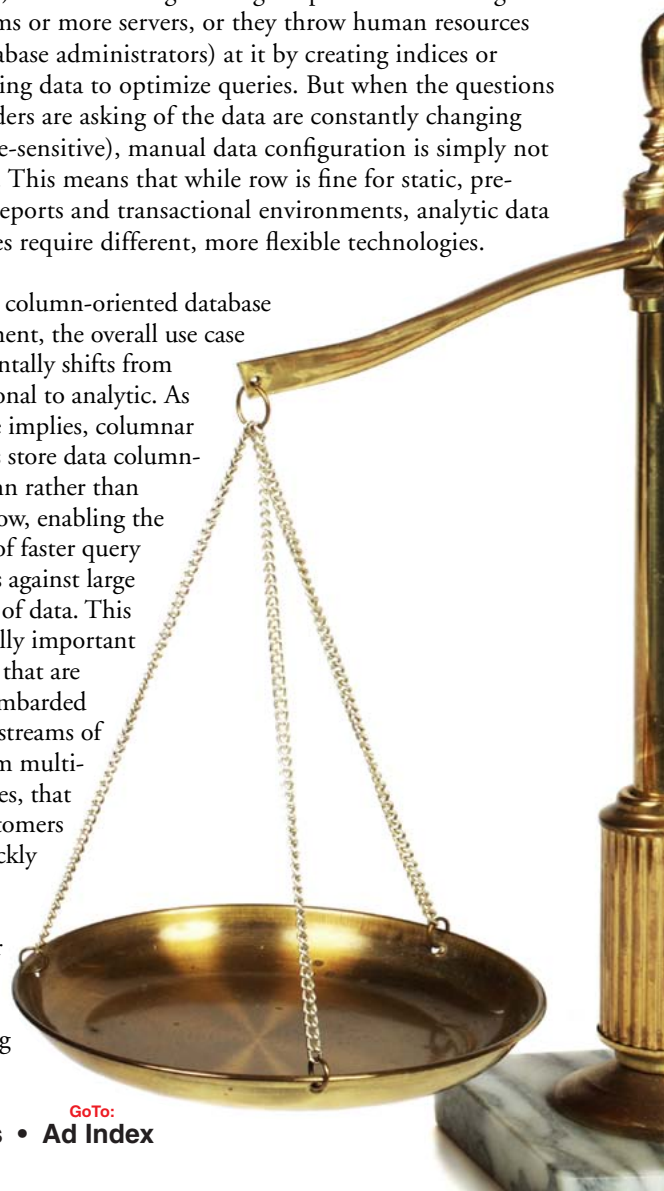 ms or more servers, or they throw human resources
abase administrators) at it by creating indices or
ing data to optimize queries. But when the questions
ders are asking of the data are constantly changing
e-sensitive), manual data configuration is simply not
. This means that while row is fine for static, pre-
eports and transactional environments, analytic data
es require different, more flexible technologies.
column-oriented database
nent, the overall use case
ntally shifts from
onal to analytic. As
e implies, columnar
s store data column-
nn rather than
ow, enabling the
of faster query
s against large
of data. This
lly important
that are
mbarded
streams of
m multi-
es, that
tomers
ckly
r
g
GoTo:
s • Ad Index